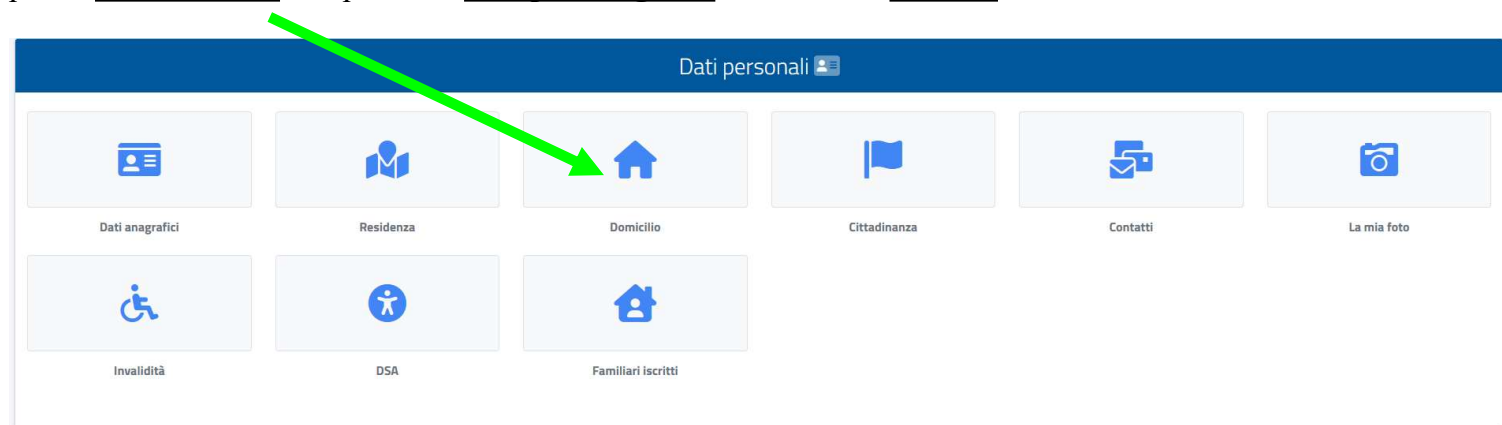 Dati personali
Dati anagrafici
Residenza
Domicilio
Cittadinanza
Contatti
La mia foto
Invalidità
DSA
Familiari iscritti